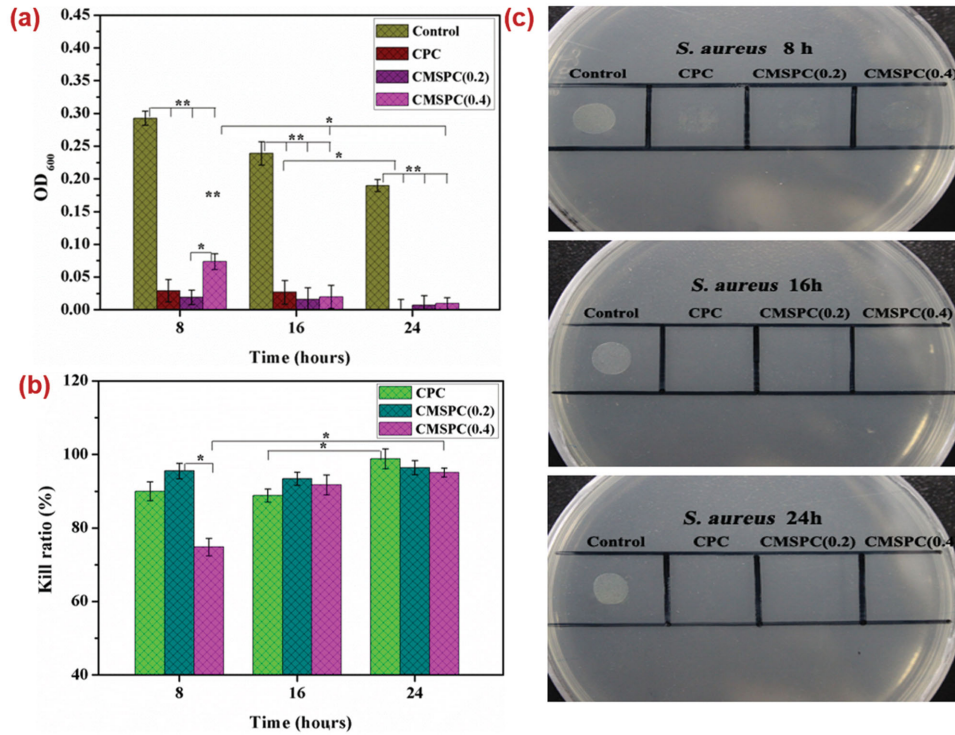 (a)
OD600
0.45
0.40
0.35
0.30
0.25
0.20
0.15
0.10
0.05
0.00
Control
CPC
CMSPC(0.2)
CMSPC(0.4)
**
*
**
*
**
**
*
8 16 24
Time (hours)
(b)
Kill ratio (%)
120
100
80
60
40
CPC
CMSPC(0.2)
CMSPC(0.4)
*
*
*
8 16 24
Time (hours)
(c)
S. aureus 8 h
Control CPC CMSPC(0.2) CMSPC(0.4)
S. aureus 16h
Control CPC CMSPC(0.2) CMSPC(0.4)
S. aureus 24h
Control CPC CMSPC(0.2) CMSPC(0.4)